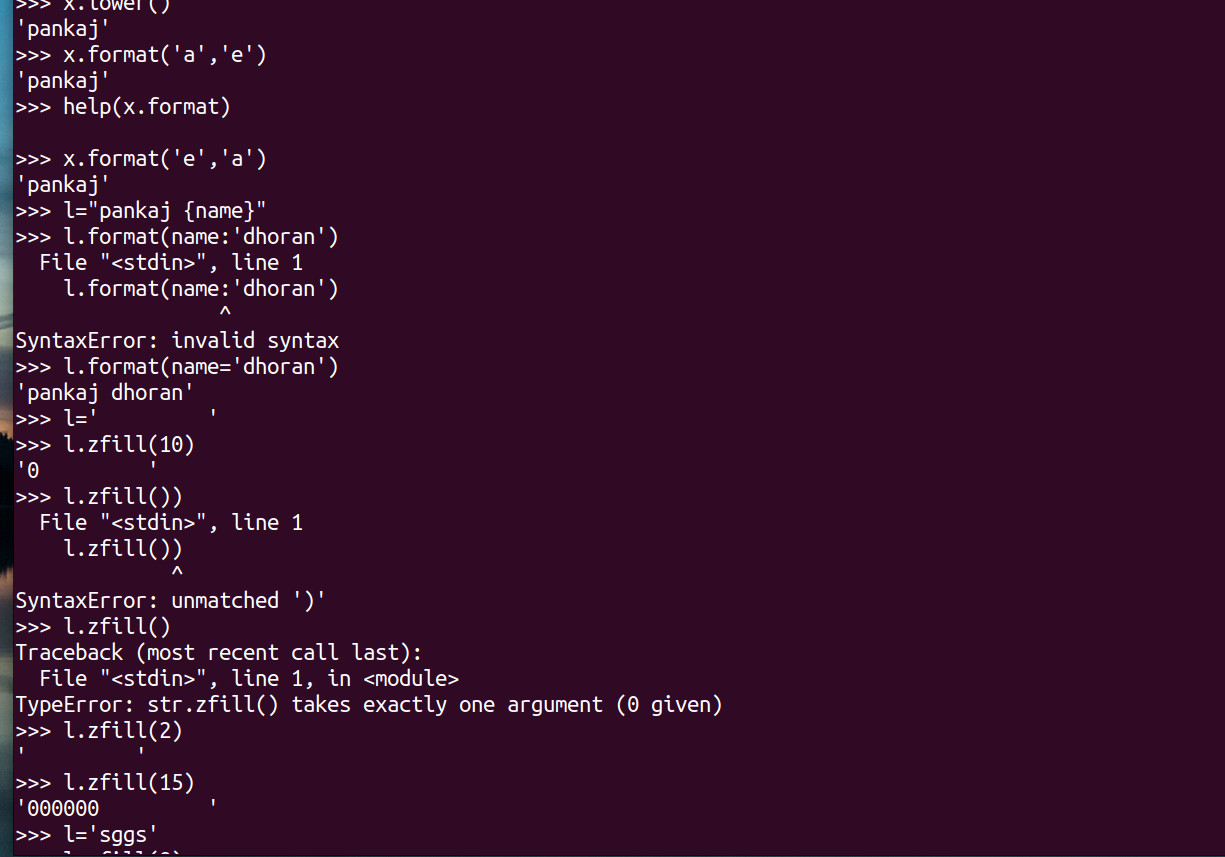 >>> x.lower()
'pankaj'
>>> x.format('a','e')
'pankaj'
>>> help(x.format)

>>> x.format('e','a')
'pankaj'
>>> l="pankaj {name}"
>>> l.format(name:'dhoran')
  File "<stdin>", line 1
    l.format(name:'dhoran')
                 ^
SyntaxError: invalid syntax
>>> l.format(name='dhoran')
'pankaj dhoran'
>>> l='         '
>>> l.zfill(10)
'0         '
>>> l.zfill())
  File "<stdin>", line 1
    l.zfill())
             ^
SyntaxError: unmatched ')'
>>> l.zfill()
Traceback (most recent call last):
  File "<stdin>", line 1, in <module>
TypeError: str.zfill() takes exactly one argument (0 given)
>>> l.zfill(2)
'         '
>>> l.zfill(15)
'000000         '
>>> l='sggs'